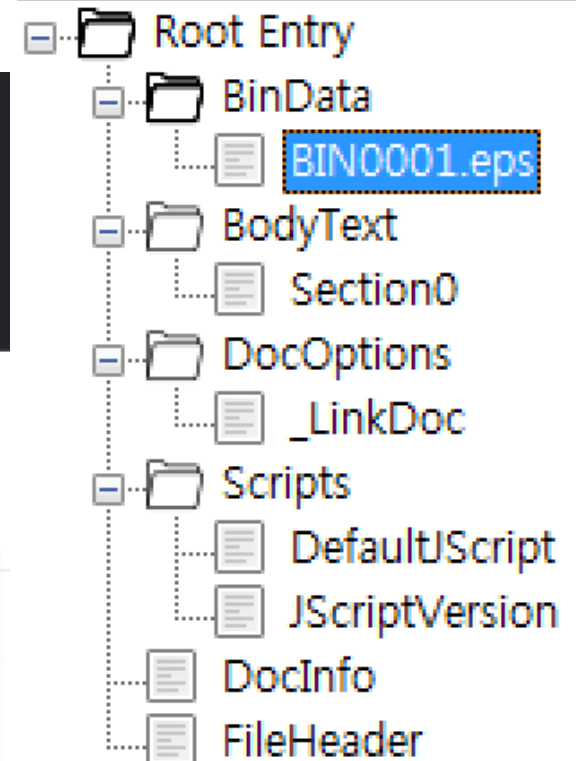 Root Entry
BinData
BIN0001.eps
BodyText
Section0
DocOptions
_LinkDoc
Scripts
DefaultJScript
JScriptVersion
DocInfo
FileHeader